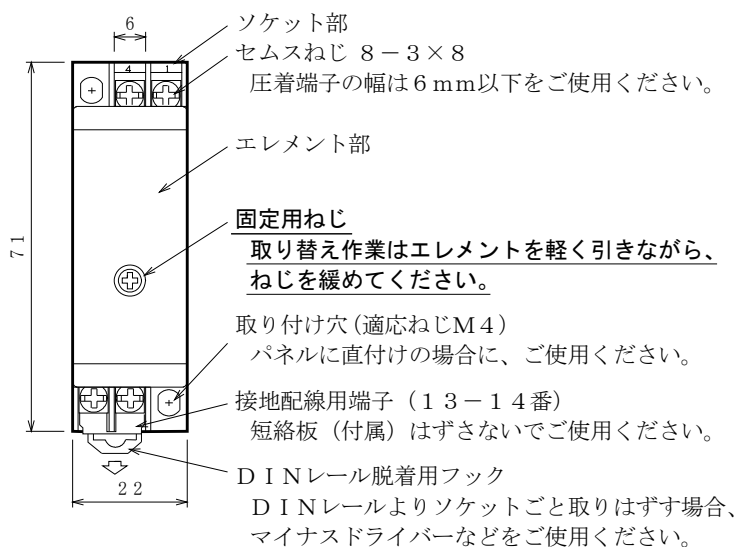 6
ソケット部
セムスねじ 8－3×8
圧着端子の幅は6mm以下をご使用ください。
4 1
エレメント部
71
固定用ねじ
取り替え作業はエレメントを軽く引きながら、
ねじを緩めてください。
取り付け穴(適応ねじM4)
パネルに直付けの場合に、ご使用ください。
接地配線用端子（13－14番）
短絡板（付属）はずさないでご使用ください。
DINレール脱着用フック
22
DINレールよりソケットごと取りはずす場合、
マイナスドライバーなどをご使用ください。